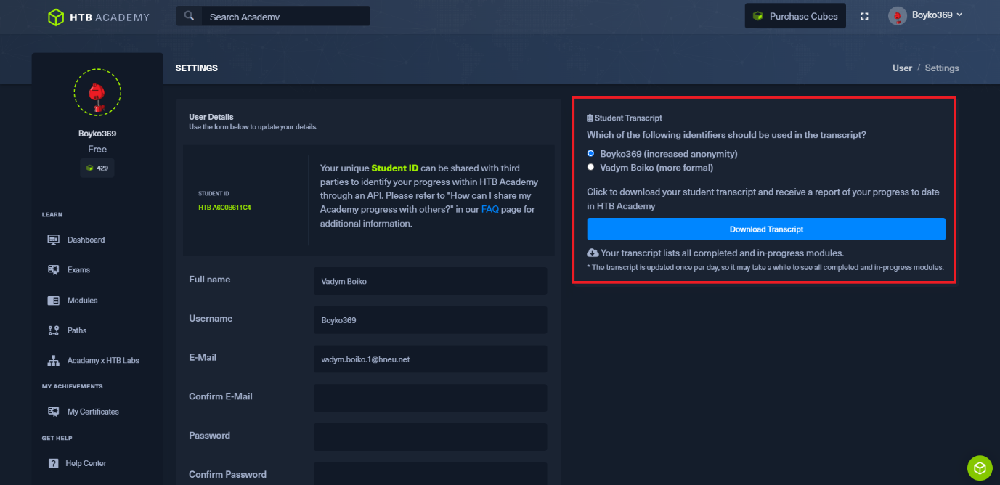 HTB ACADEMY
Search Academy
Purchase Cubes
Boyko369
SETTINGS
User / Settings
Boyko369
Free
429
LEARN
Dashboard
Exams
Modules
Paths
Academy x HTB Labs
MY ACHIEVEMENTS
My Certificates
GET HELP
Help Center
User Details
Use the form below to update your details.
STUDENT ID
HTB-A6C0B611C4
Your unique Student ID can be shared with third
parties to identify your progress within HTB Academy
through an API. Please refer to "How can I share my
Academy progress with others?" in our FAQ page for
additional information.
Full name
Vadym Boiko
Username
Boyko369
E-Mail
vadym.boiko.1@hneu.net
Confirm E-Mail
Password
Confirm Password
Student Transcript
Which of the following identifiers should be used in the transcript?
Boyko369 (increased anonymity)
Vadym Boiko (more formal)
Click to download your student transcript and receive a report of your progress to date
in HTB Academy
Download Transcript
Your transcript lists all completed and in-progress modules.
* The transcript is updated once per day, so it may take a while to see all completed and in-progress modules.